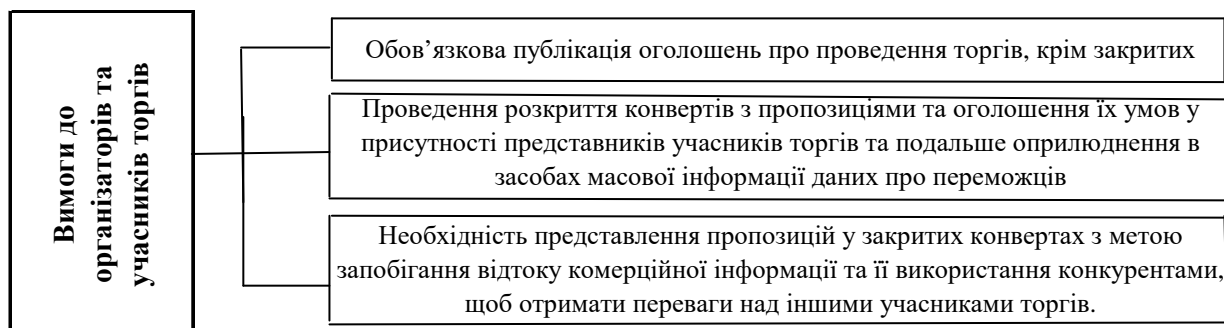 Вимоги до
організаторів та
учасників торгів
Обов’язкова публікація оголошень про проведення торгів, крім закритих
Проведення розкриття конвертів з пропозиціями та оголошення їх умов у
присутності представників учасників торгів та подальше оприлюднення в
засобах масової інформації даних про переможців
Необхідність представлення пропозицій у закритих конвертах з метою
запобігання відтоку комерційної інформації та її використання конкурентами,
щоб отримати переваги над іншими учасниками торгів.